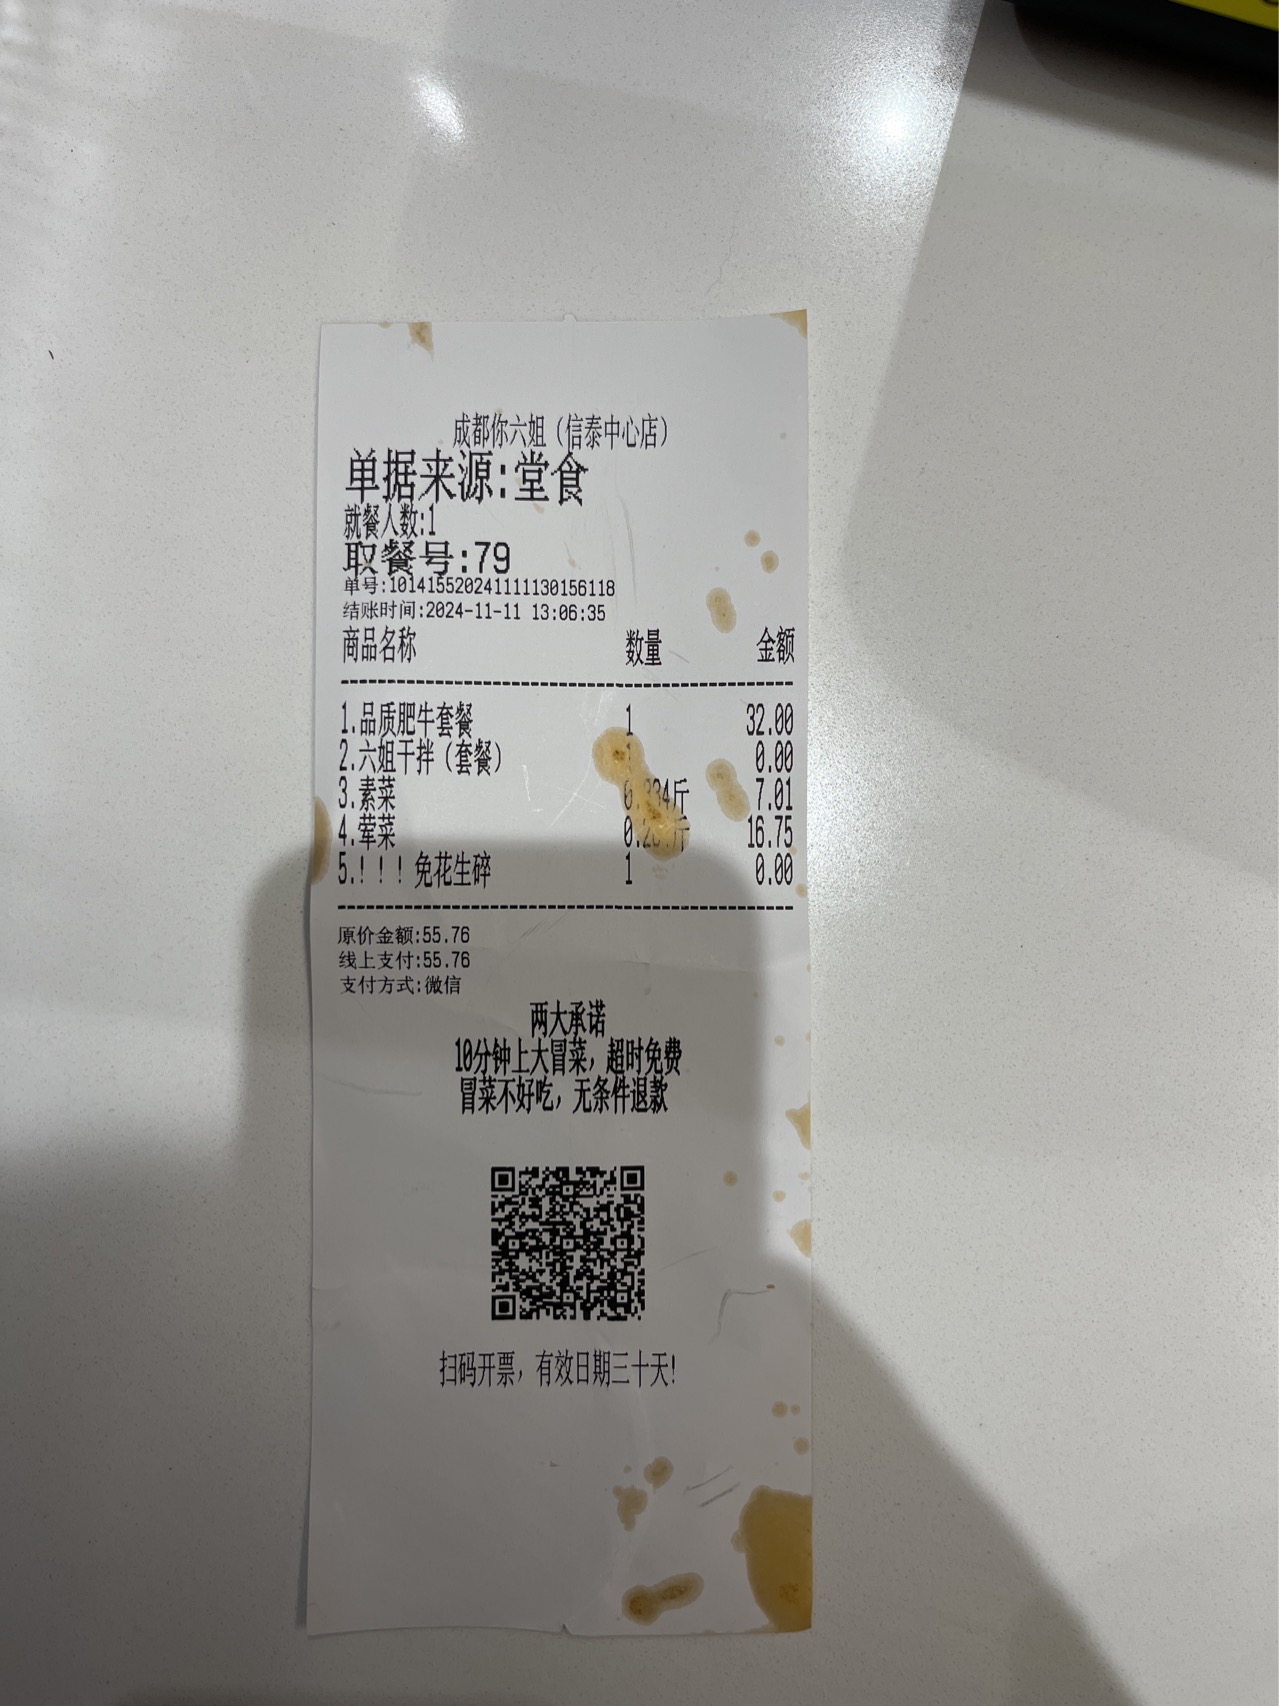 成都你六姐（信泰中心店）
单据来源:堂食
就餐人数:1
取餐号:79
单号:1014155202411111130156118
结账时间:2024-11-11 13:06:35
商品名称 数量 金额
1.品质肥牛套餐 1 32.00
2.六姐干拌（套餐） 0.00
3.素菜 7.01
4.荤菜 16.75
5.!!!免花生碎 1 0.00
原价金额:55.76
线上支付:55.76
支付方式:微信
两大承诺
10分钟上大冒菜，超时免费
冒菜不好吃，无条件退款
扫码开票，有效日期三十天!